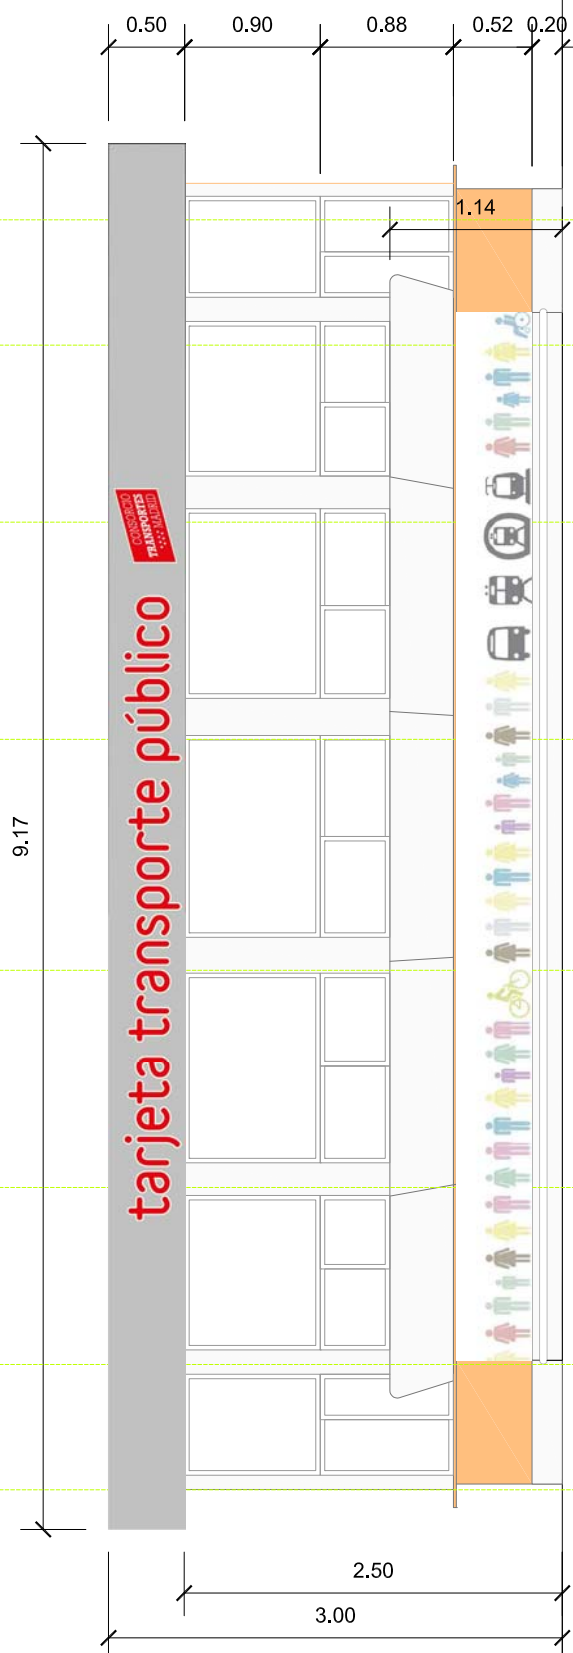 0.50 0.90 0.88 0.52 0.20
1.14
CONSORCIO
TRANSPORTES
MADRID
tarjeta transporte público
9.17
2.50
3.00